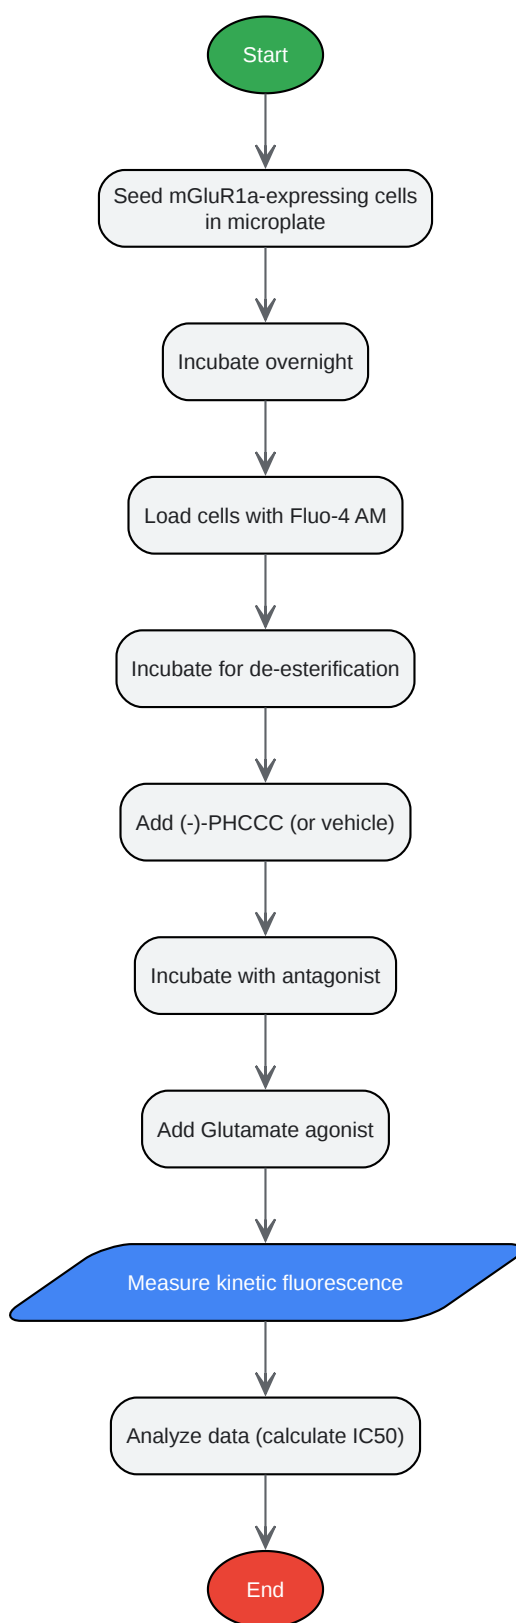 Start
Seed mGluR1a-expressing cells
in microplate
Incubate overnight
Load cells with Fluo-4 AM
Incubate for de-esterification
Add (-)-PHCCC (or vehicle)
Incubate with antagonist
Add Glutamate agonist
Measure kinetic fluorescence
Analyze data (calculate IC50)
End